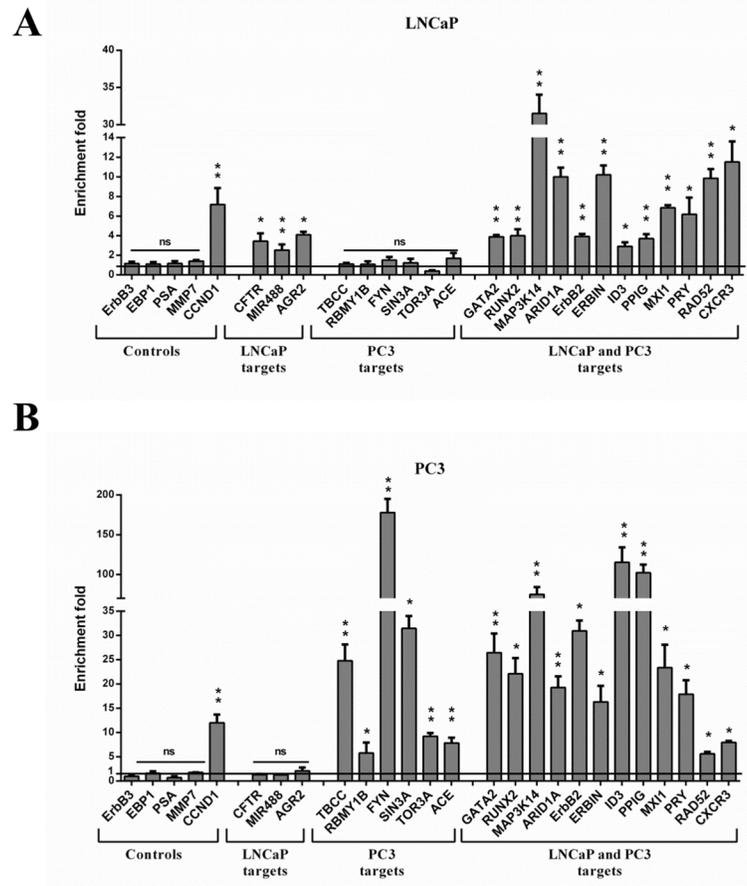 A
LNCaP
Enrichment fold
40
35
30
14
12
10
8
6
4
2
0
ns
**
*
**
*
ns
**
**
**
**
**
**
*
**
**
*
**
*
ErbB3
EBP1
PSA
MMP7
CCND1
CFTR
MIR488
AGR2
TBCC
RBMY1B
FYN
SIN3A
TOR3A
ACE
GATA2
RUNX2
MAP3K14
ARID1A
ErbB2
ERBIN
ID3
PPIG
MXI1
PRY
RAD52
CXCR3
Controls
LNCaP
targets
PC3
targets
LNCaP and PC3
targets
B
PC3
Enrichment fold
200
150
100
35
30
25
20
15
10
5
1
0
ns
**
ns
**
*
**
*
**
**
**
*
**
**
*
*
**
**
*
*
*
*
ErbB3
EBP1
PSA
MMP7
CCND1
CFTR
MIR488
AGR2
TBCC
RBMY1B
FYN
SIN3A
TOR3A
ACE
GATA2
RUNX2
MAP3K14
ARID1A
ErbB2
ERBIN
ID3
PPIG
MXI1
PRY
RAD52
CXCR3
Controls
LNCaP
targets
PC3
targets
LNCaP and PC3
targets